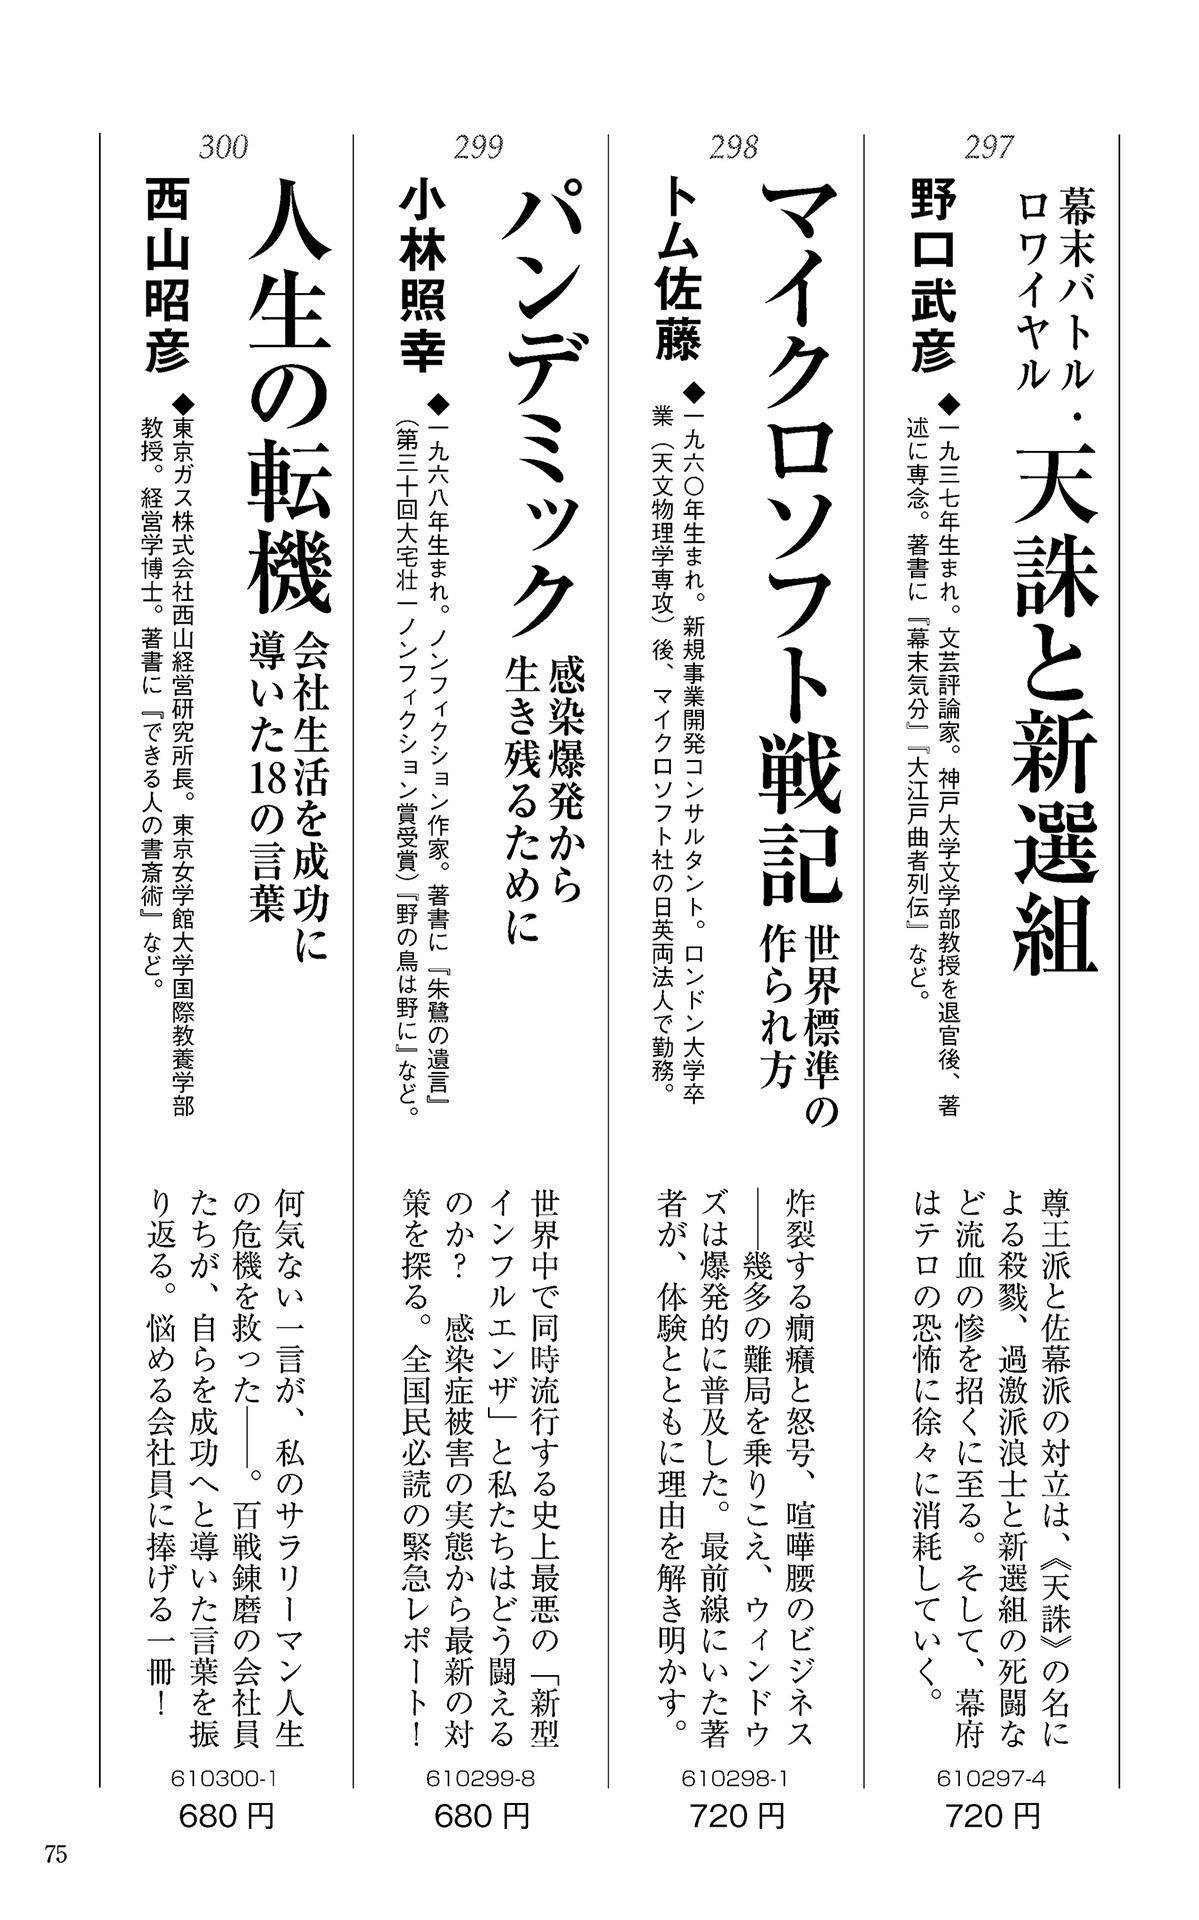 297
幕末バトル・
ロワイヤル
天誅と新選組
野口武彦
◆一九三七年生まれ。文芸評論家。神戸大学文学部教授を退官後、著
述に専念。著書に『幕末気分』『大江戸曲者列伝』など。
尊王派と佐幕派の対立は、《天誅》の名に
よる殺戮、過激派浪士と新選組の死闘な
ど流血の惨を招くに至る。そして、幕府
はテロの恐怖に徐々に消耗していく。
610297-4
720円
298
マイクロソフト戦記
世界標準の
作られ方
トム佐藤
◆一九六〇年生まれ。新規事業開発コンサルタント。ロンドン大学卒
業（天文物理学専攻）後、マイクロソフト社の日英両法人で勤務。
炸裂する癇癪と怒号、喧嘩腰のビジネス
――幾多の難局を乗りこえ、ウィンドウ
ズは爆発的に普及した。最前線にいた著
者が、体験とともに理由を解き明かす。
610298-1
720円
299
パンデミック
感染爆発から
生き残るために
小林照幸
◆一九六八年生まれ。ノンフィクション作家。著書に『朱鷺の遺言』
（第三十回大宅壮一ノンフィクション賞受賞）『野の鳥は野に』など。
世界中で同時流行する史上最悪の「新型
インフルエンザ」と私たちはどう闘える
のか？　感染症被害の実態から最新の対
策を探る。全国民必読の緊急レポート！
610299-8
680円
300
人生の転機
会社生活を成功に
導いた18の言葉
西山昭彦
◆東京ガス株式会社西山経営研究所長。東京女学館大学国際教養学部
教授。経営学博士。著書に『できる人の書斎術』など。
何気ない一言が、私のサラリーマン人生
の危機を救った――。百戦錬磨の会社員
たちが、自らを成功へと導いた言葉を振
り返る。悩める会社員に捧げる一冊！
610300-1
680円
75